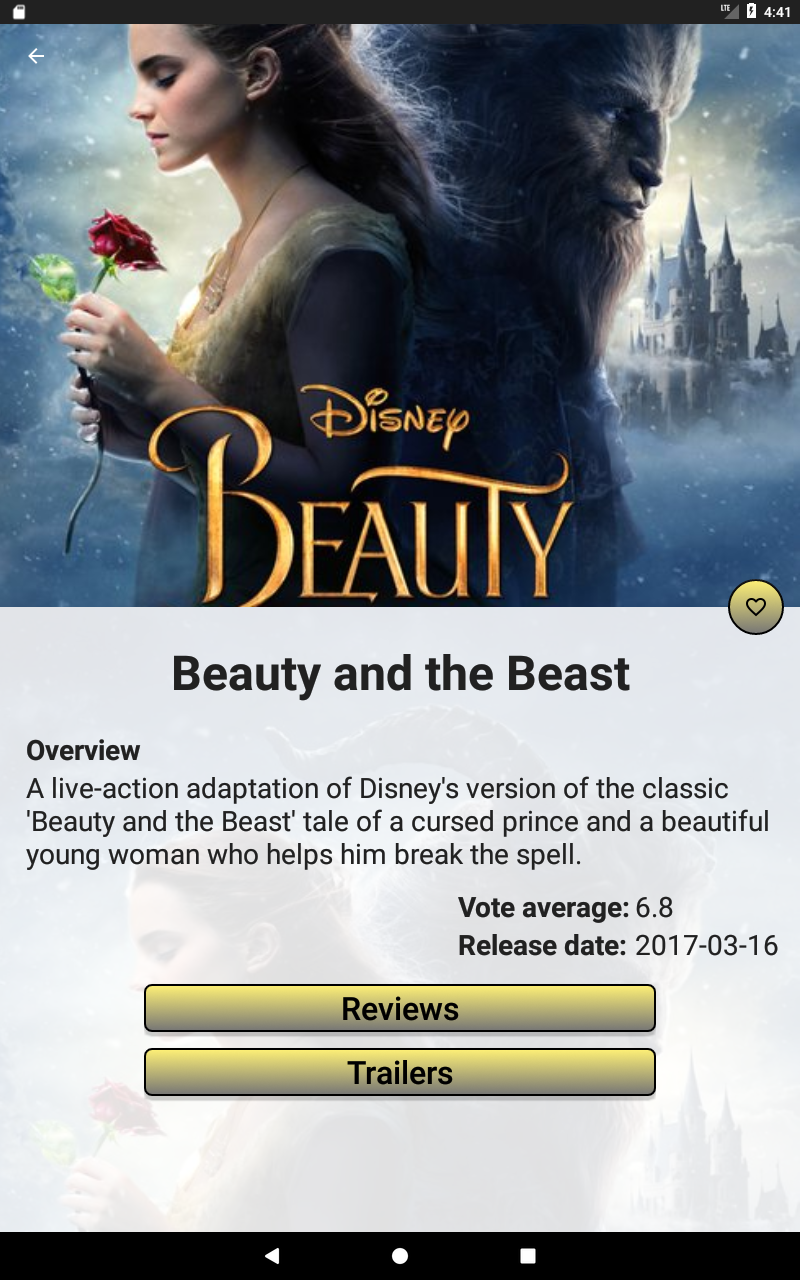 LTE 4:41
Disney
BEAUTY
Beauty and the Beast
Overview
A live-action adaptation of Disney's version of the classic
'Beauty and the Beast' tale of a cursed prince and a beautiful
young woman who helps him break the spell.
Vote average: 6.8
Release date: 2017-03-16
Reviews
Trailers